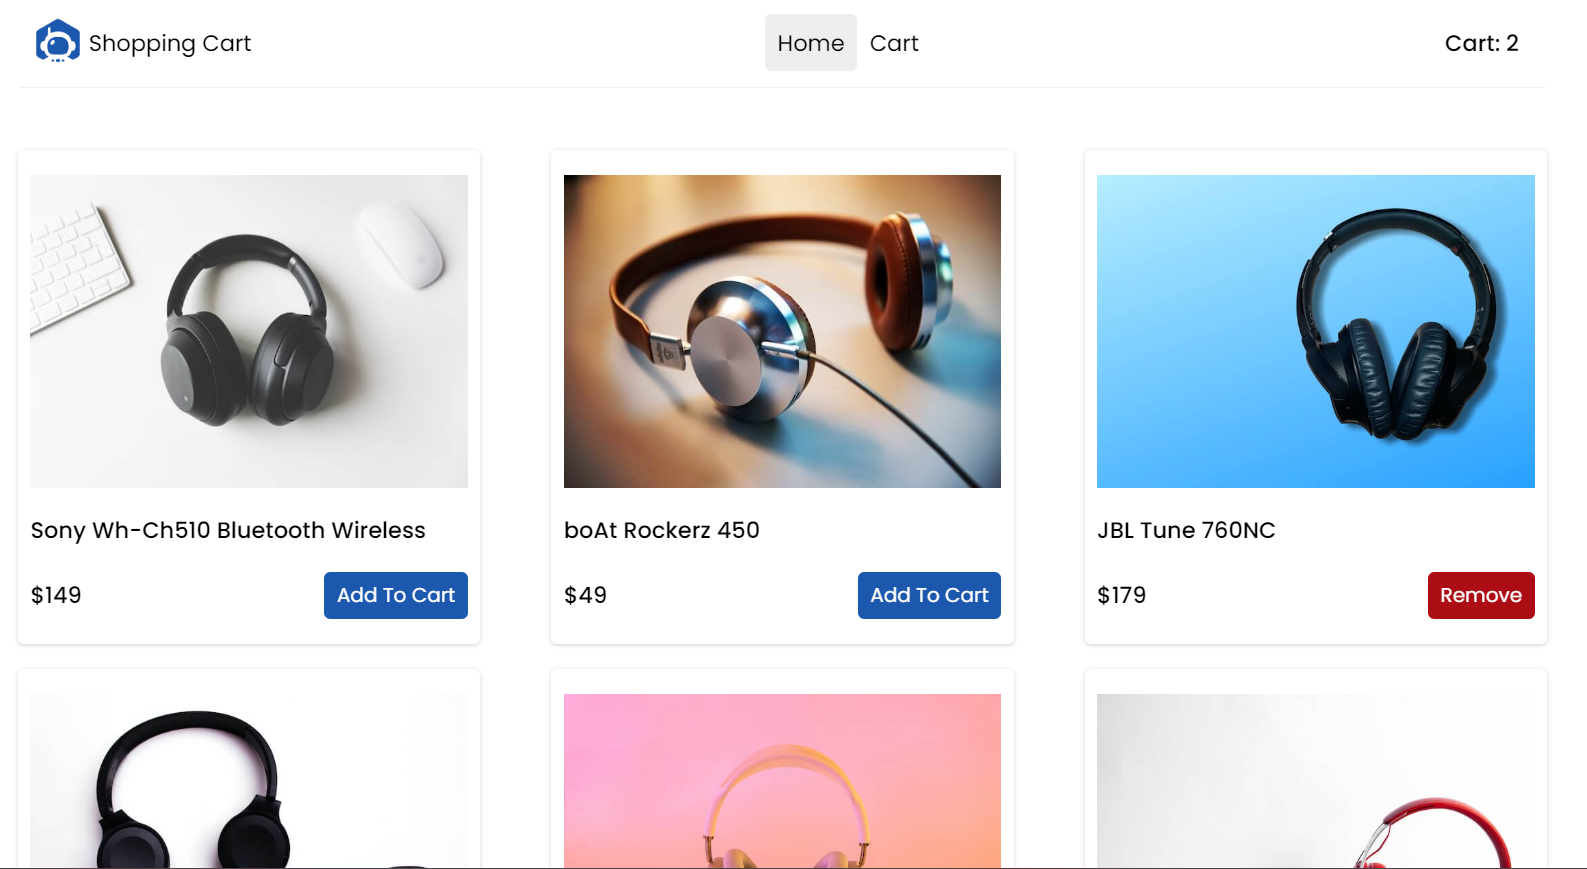 Shopping Cart
Home
Cart
Cart: 2
Sony Wh-Ch510 Bluetooth Wireless
$149
Add To Cart
boAt Rockerz 450
$49
Add To Cart
JBL Tune 760NC
$179
Remove